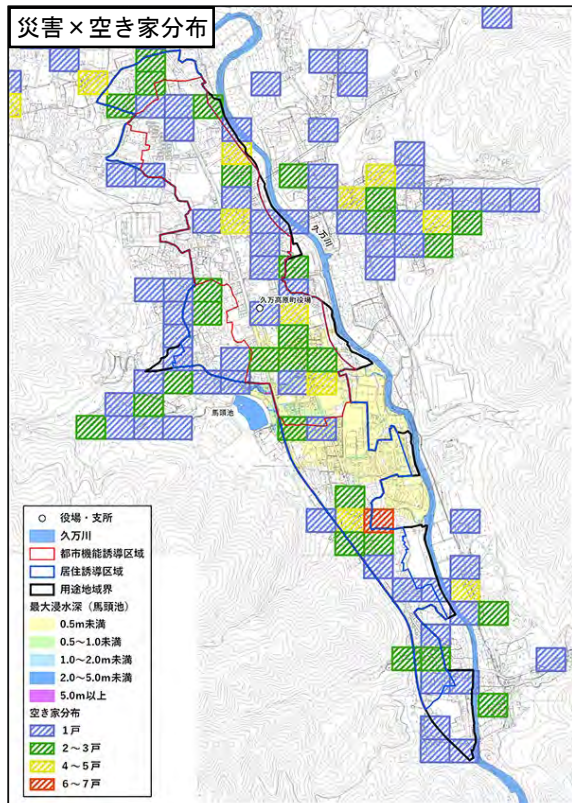 災害×空き家分布
久万川
久万高原町役場
馬頭池
役場・支所
久万川
都市機能誘導区域
居住誘導区域
用途地域界
最大浸水深（馬頭池）
0.5m未満
0.5～1.0未満
1.0～2.0m未満
2.0～5.0m未満
5.0m以上
空き家分布
１戸
２～３戸
４～５戸
６～７戸